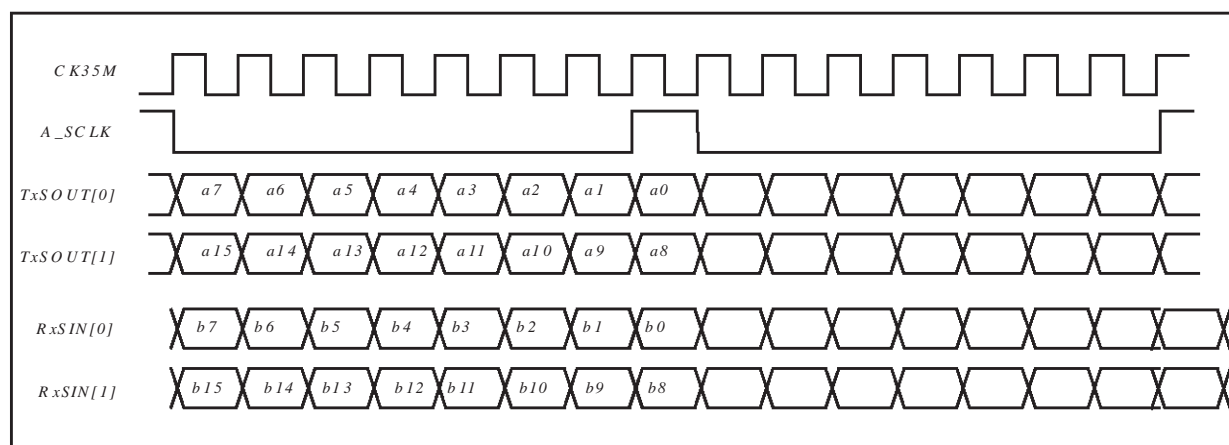 CK35M
A_SCLK
TxSOUT[0] a7 a6 a5 a4 a3 a2 a1 a0
TxSOUT[1] a15 a14 a13 a12 a11 a10 a9 a8
RxSIN[0] b7 b6 b5 b4 b3 b2 b1 b0
RxSIN[1] b15 b14 b13 b12 b11 b10 b9 b8